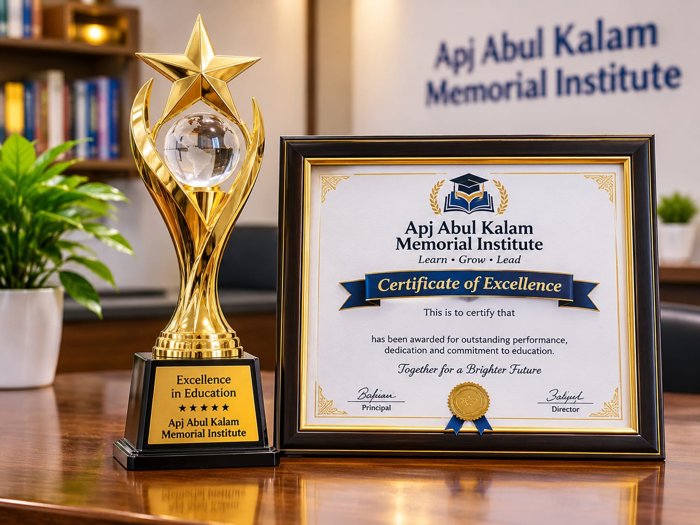 Apj Abul Kalam
Memorial Institute
Apj Abul Kalam
Memorial Institute
Learn • Grow • Lead
Certificate of Excellence
This is to certify that
has been awarded for outstanding performance,
dedication and commitment to education.
Together for a Brighter Future
Principal
Director
Excellence
in Education
★★★★★
Apj Abul Kalam
Memorial Institute